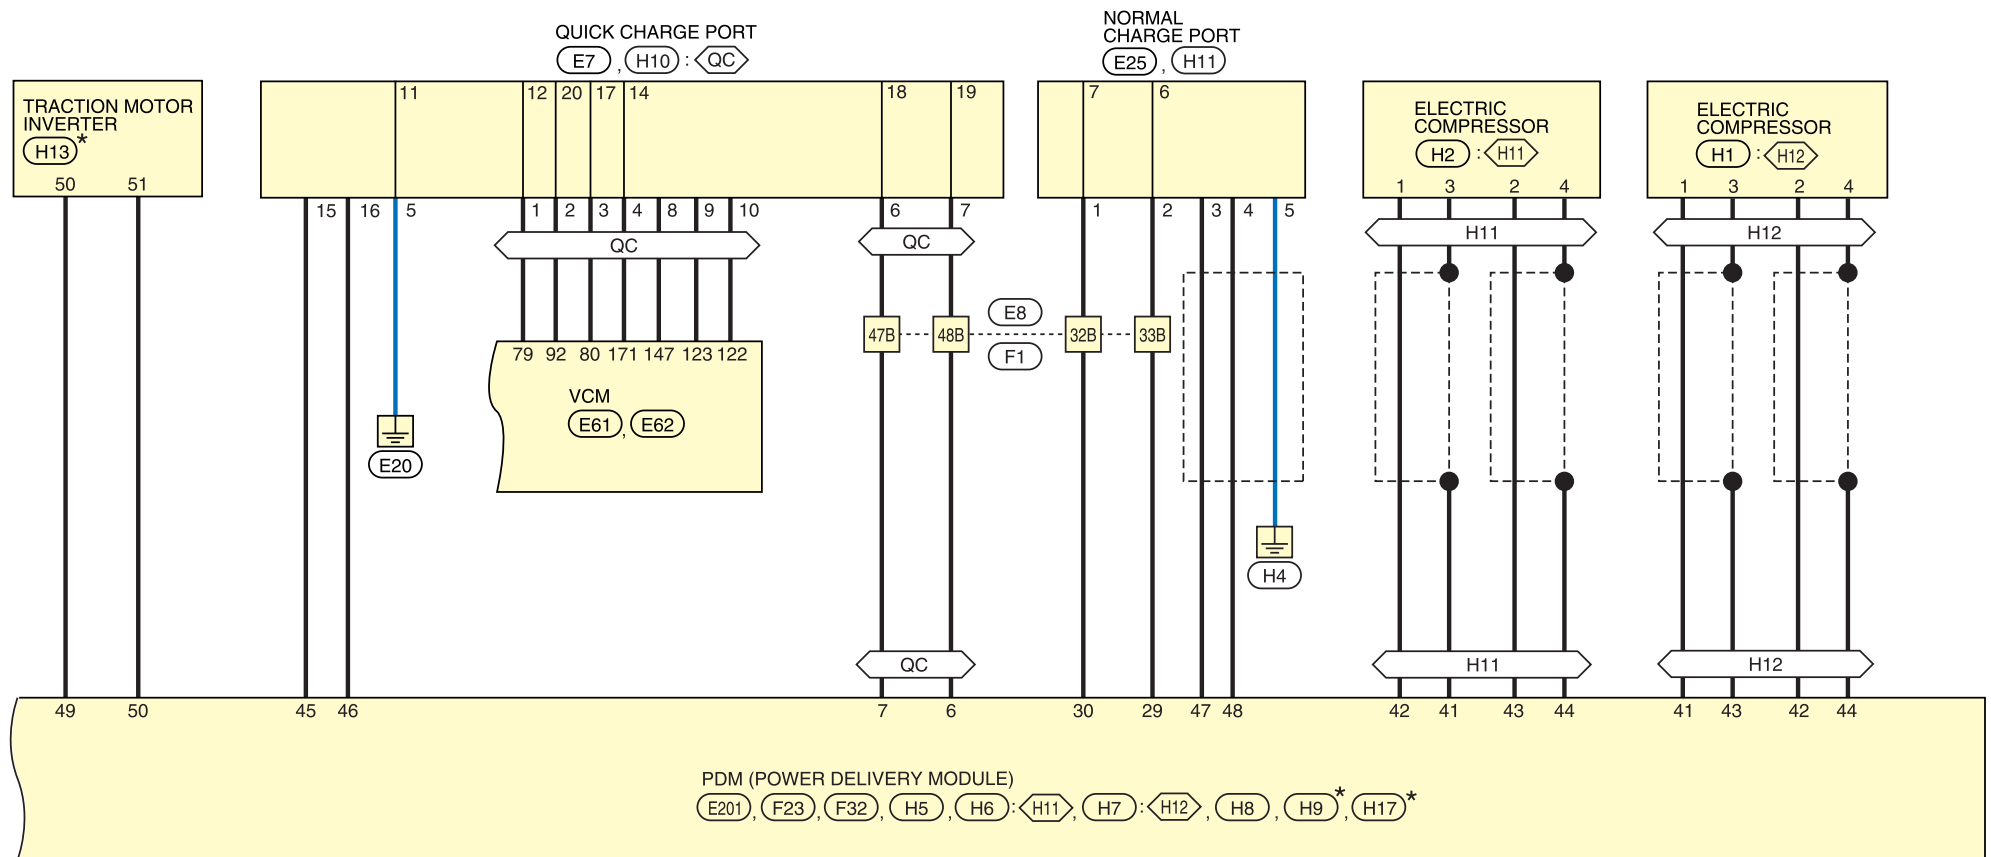 QUICK CHARGE PORT
E7 , H10 : QC
NORMAL
CHARGE PORT
E25 , H11
TRACTION MOTOR
INVERTER
H13 *
50 51
11 12 20 17 14 18 19
7 6
ELECTRIC
COMPRESSOR
H2 : H11
1 3 2 4
ELECTRIC
COMPRESSOR
H1 : H12
1 3 2 4
15 16 5 1 2 3 4 8 9 10 6 7
1 2 3 4 5
QC
QC
H11
H12
E8
47B 48B 32B 33B
F1
79 92 80 171 147 123 122
VCM
E61 , E62
E20
H4
QC
H11
H12
49 50 45 46 7 6 30 29 47 48 42 41 43 44 41 43 42 44
PDM (POWER DELIVERY MODULE)
E201 , F23 , F32 , H5 , H6 : H11 , H7 : H12 , H8 , H9 * , H17 *